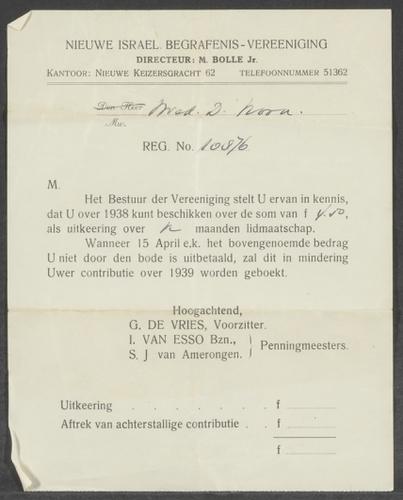 NIEUWE ISRAEL. BEGRAFENIS-VEREENIGING
DIRECTEUR: M. BOLLE Jr.
KANTOOR: NIEUWE KEIZERSGRACHT 62 TELEFOONNUMMER 51362
Den Heer Wed. D.
Mw.
REG. No. 10876
M.
Het Bestuur der Vereeniging stelt U ervan in kennis,
dat U over 1938 kunt beschikken over de som van f 4.50,
als uitkeering over maanden lidmaatschap.
Wanneer 15 April e.k. het bovengenoemde bedrag
U niet door den bode is uitbetaald, zal dit in mindering
Uwer contributie over 1939 worden geboekt.
Hoogachtend,
G. DE VRIES, Voorzitter.
I. VAN ESSO Bzn.,
S. J van Amerongen.
Penningmeesters.
Uitkeering . . . . . . . f
Aftrek van achterstallige contributie . . f
f